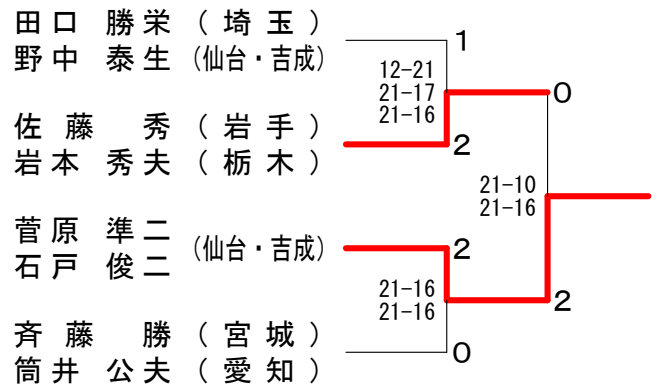 田口 勝栄 （ 埼 玉 ）
野中 泰生 （仙台・吉成）
1
12-21
21-17
21-16
0
佐 藤 秀 （ 岩 手 ）
岩本 秀夫 （ 栃 木 ）
2
21-10
21-16
菅原 準二
石戸 俊二
（仙台・吉成）
2
21-16
21-16
2
斉 藤 勝 （ 宮 城 ）
筒井 公夫 （ 愛 知 ）
0